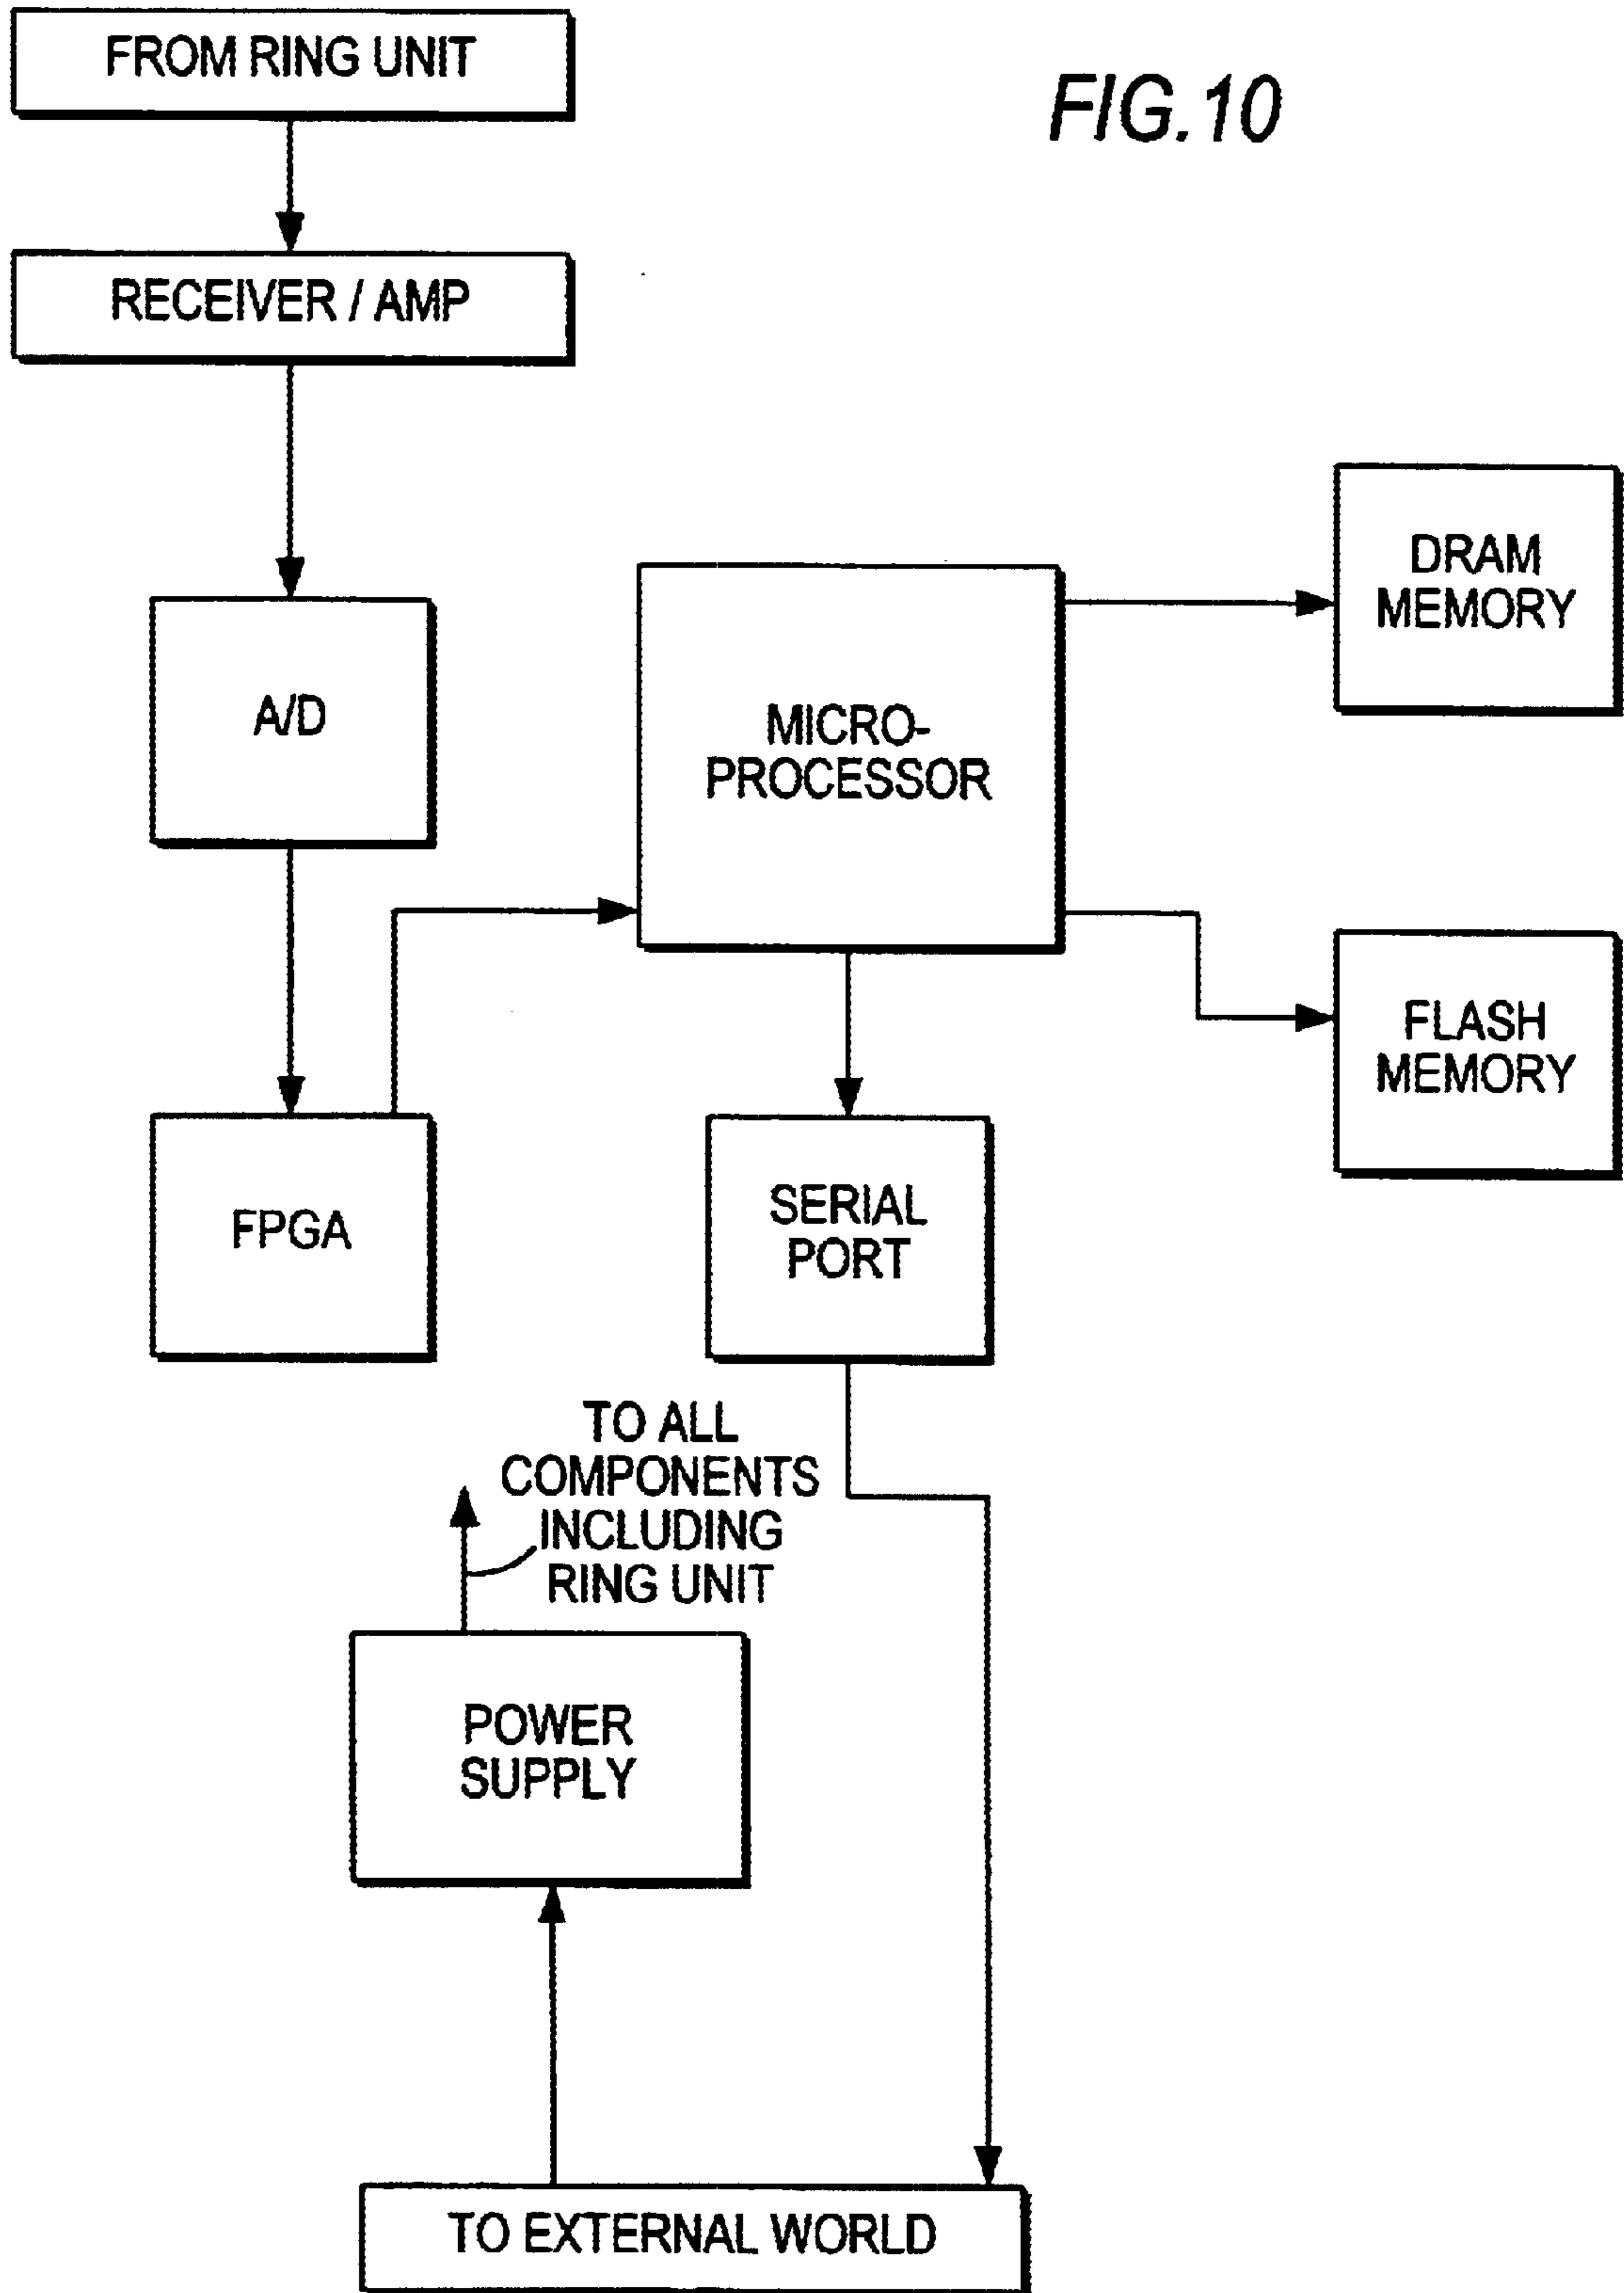 FROM RING UNIT
FIG.10
RECEIVER / AMP
DRAM
MEMORY
A/D
MICRO-
PROCESSOR
FLASH
MEMORY
FPGA
SERIAL
PORT
TO ALL
COMPONENTS
INCLUDING
RING UNIT
POWER
SUPPLY
TO EXTERNAL WORLD